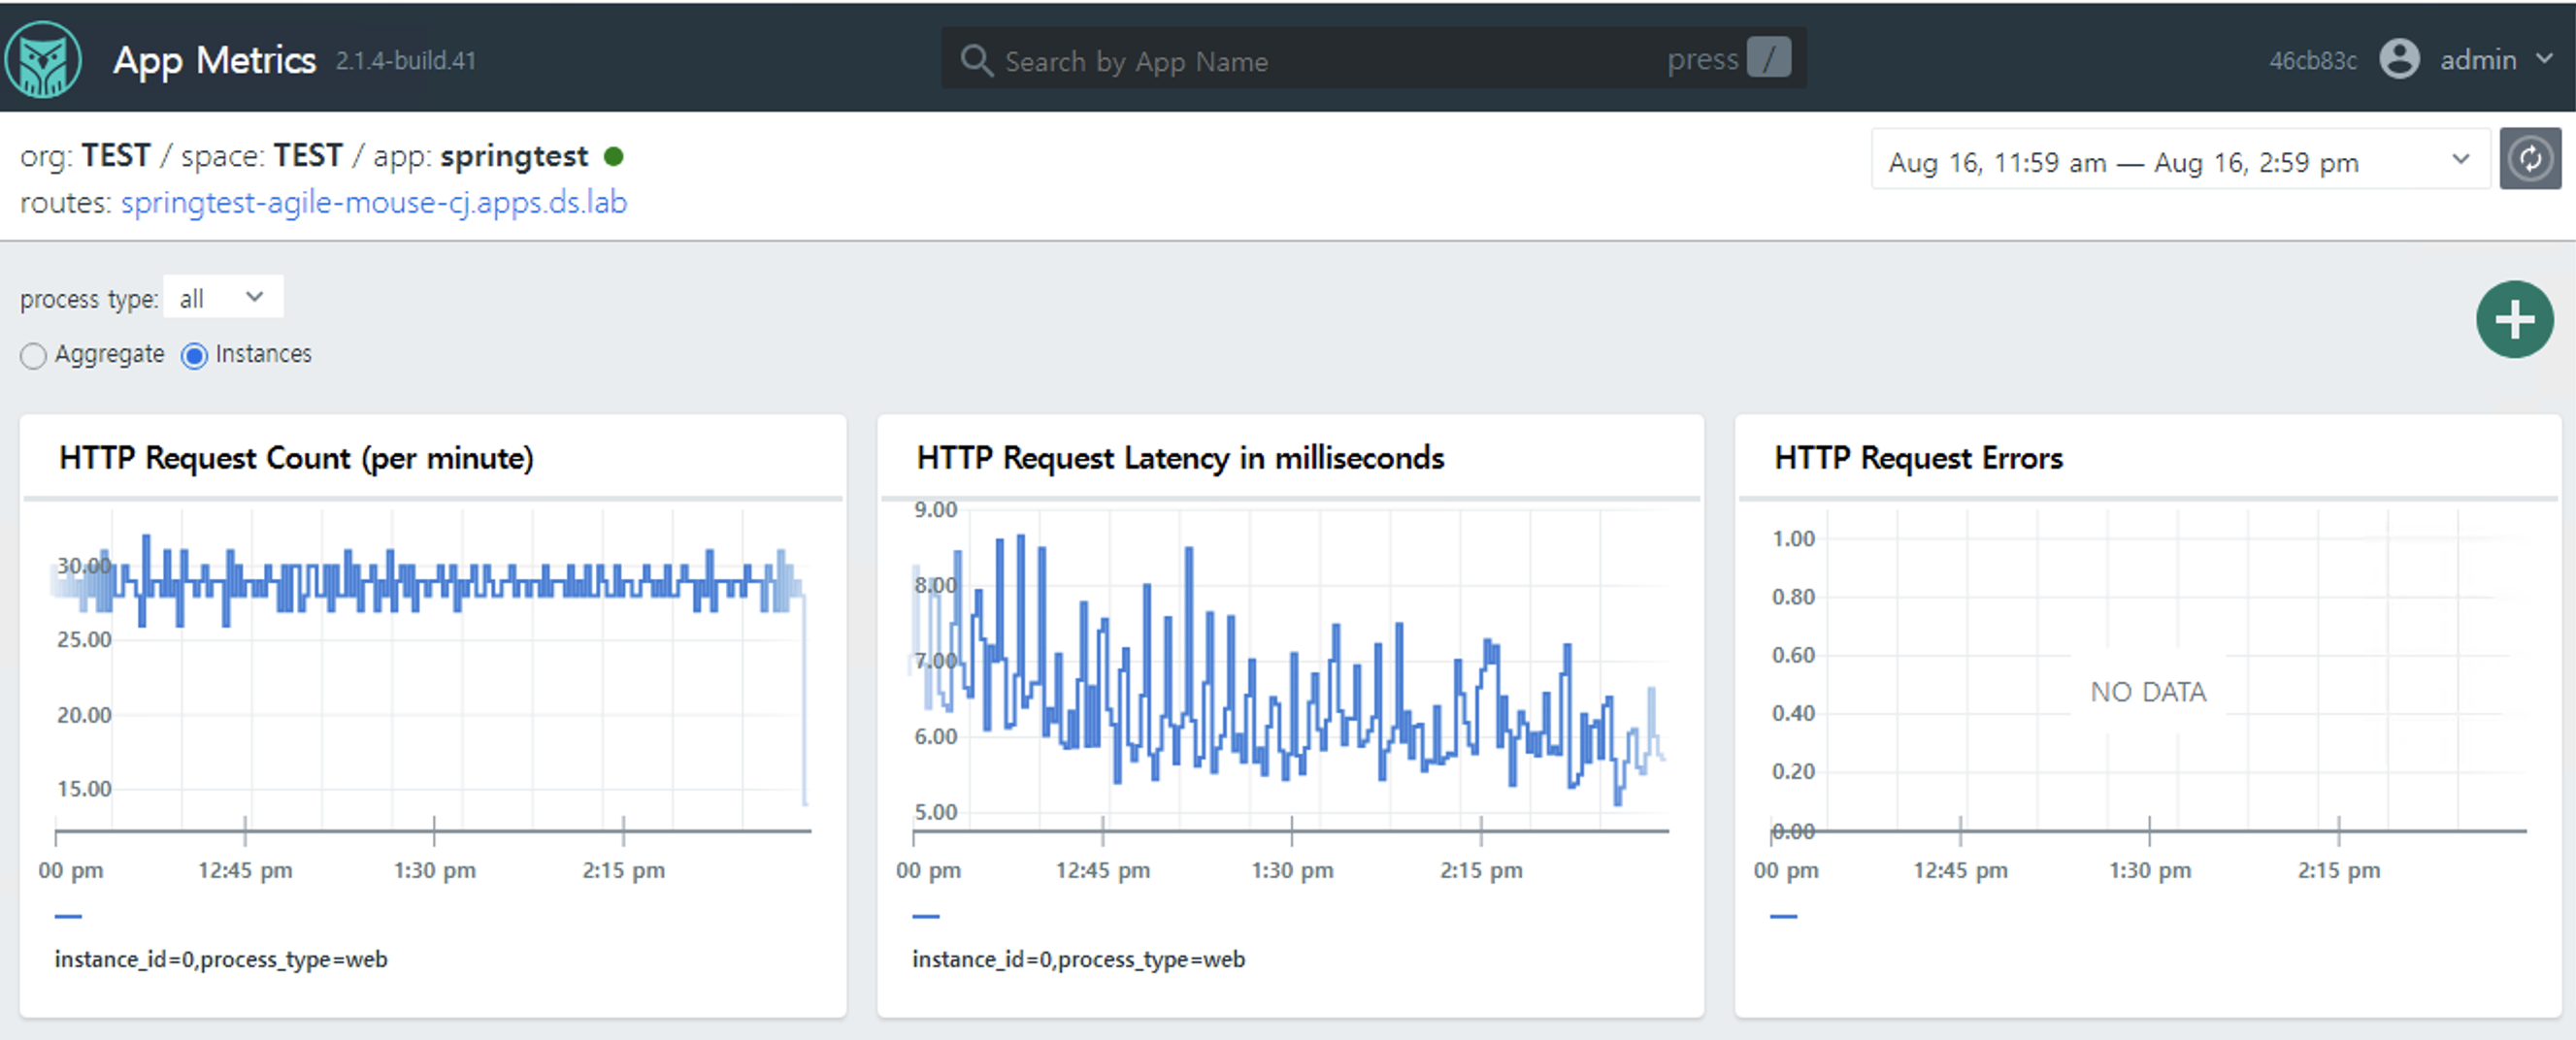 App Metrics 2.1.4-build.41
Search by App Name press /
46cb83c admin
org: TEST / space: TEST / app: springtest
routes: springtest-agile-mouse-cj.apps.ds.lab
Aug 16, 11:59 am — Aug 16, 2:59 pm
process type: all
Aggregate Instances
HTTP Request Count (per minute)
30.00
25.00
20.00
15.00
00 pm 12:45 pm 1:30 pm 2:15 pm
instance_id=0,process_type=web
HTTP Request Latency in milliseconds
9.00
8.00
7.00
6.00
5.00
00 pm 12:45 pm 1:30 pm 2:15 pm
instance_id=0,process_type=web
HTTP Request Errors
1.00
0.80
0.60
NO DATA
0.40
0.20
0.00
00 pm 12:45 pm 1:30 pm 2:15 pm